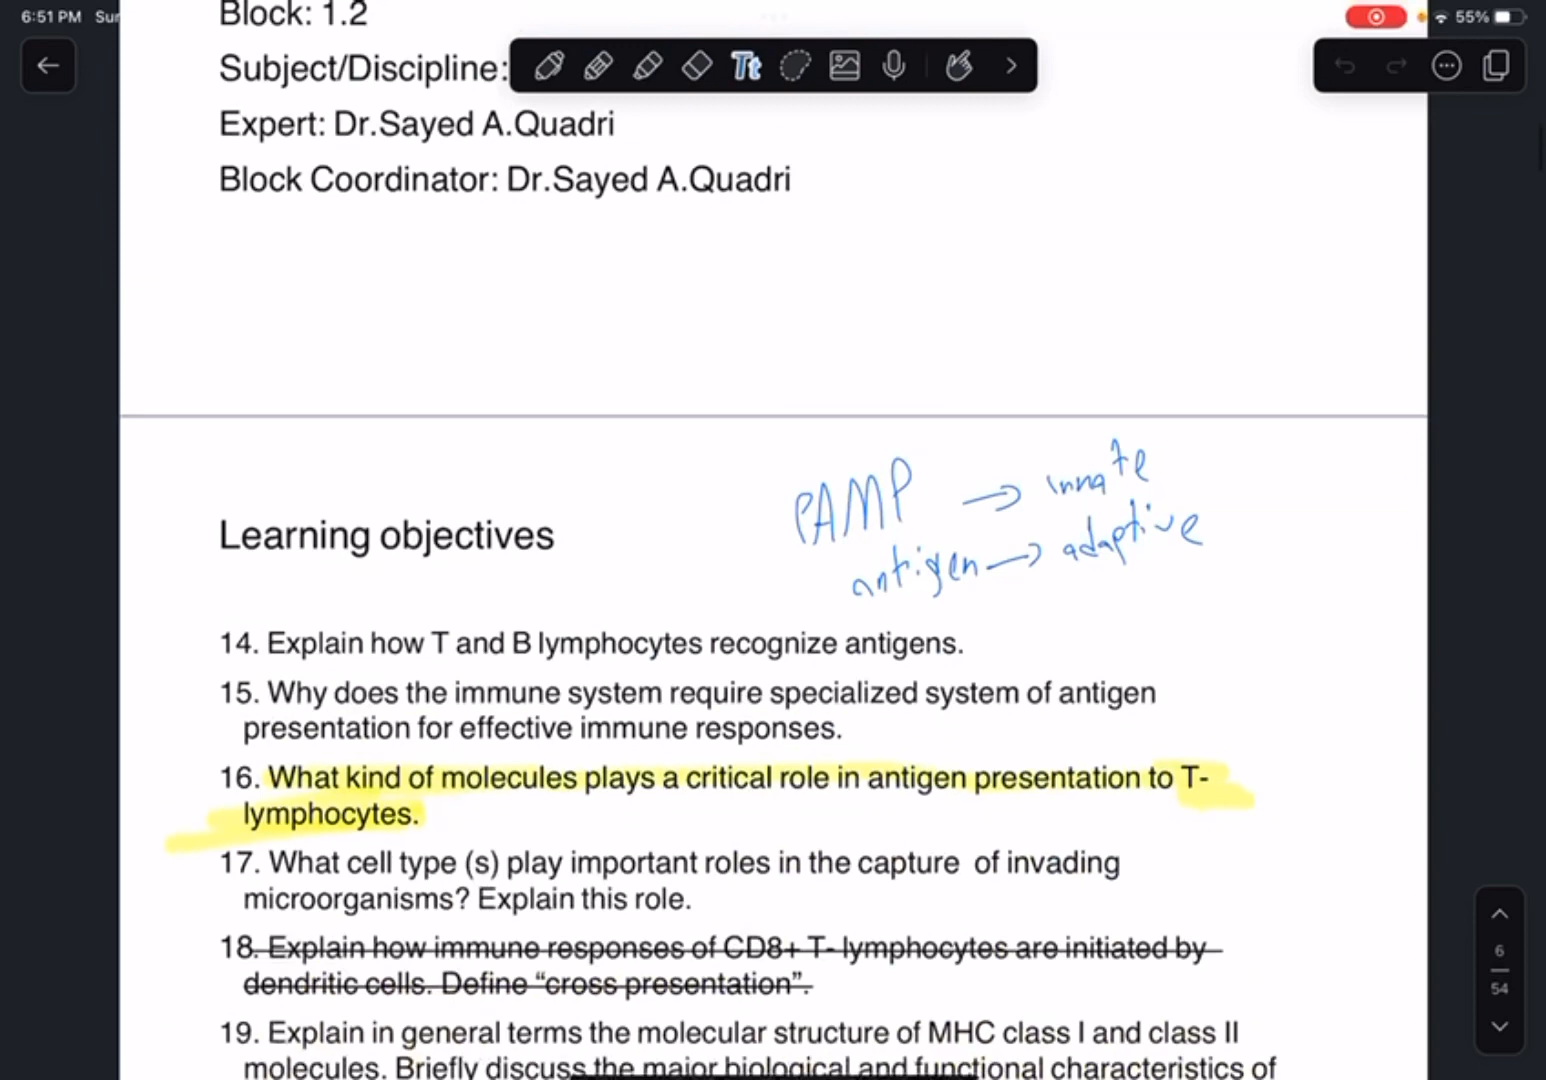 6:51 PM Sun
55%
Block: 1.2
Subject/Discipline:
Tt
Expert: Dr.Sayed A.Quadri
Block Coordinator: Dr.Sayed A.Quadri
PAMP → innate
antigen → adaptive
Learning objectives
14. Explain how T and B lymphocytes recognize antigens.
15. Why does the immune system require specialized system of antigen
presentation for effective immune responses.
16. What kind of molecules plays a critical role in antigen presentation to T-
lymphocytes.
17. What cell type (s) play important roles in the capture of invading
microorganisms? Explain this role.
18. Explain how immune responses of CD8+ T- lymphocytes are initiated by
dendritic cells. Define “cross presentation”.
19. Explain in general terms the molecular structure of MHC class I and class II
molecules. Briefly discuss the major biological and functional characteristics of
6
54